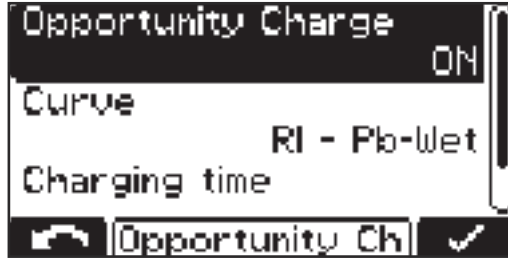 Opportunity Charge
ON
Curve
RI - Pb-Wet
Charging time
Opportunity Ch